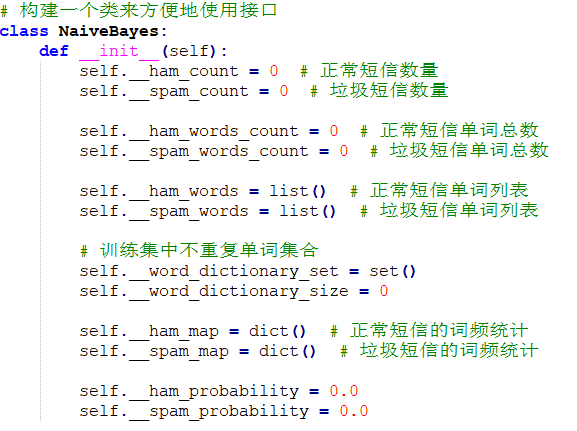 # 构建一个类来方便地使用接口
class NaiveBayes:
    def __init__(self):
        self.__ham_count = 0  # 正常短信数量
        self.__spam_count = 0  # 垃圾短信数量

        self.__ham_words_count = 0  # 正常短信单词总数
        self.__spam_words_count = 0  # 垃圾短信单词总数

        self.__ham_words = list()  # 正常短信单词列表
        self.__spam_words = list()  # 垃圾短信单词列表

        # 训练集中不重复单词集合
        self.__word_dictionary_set = set()
        self.__word_dictionary_size = 0

        self.__ham_map = dict()  # 正常短信的词频统计
        self.__spam_map = dict()  # 垃圾短信的词频统计

        self.__ham_probability = 0.0
        self.__spam_probability = 0.0